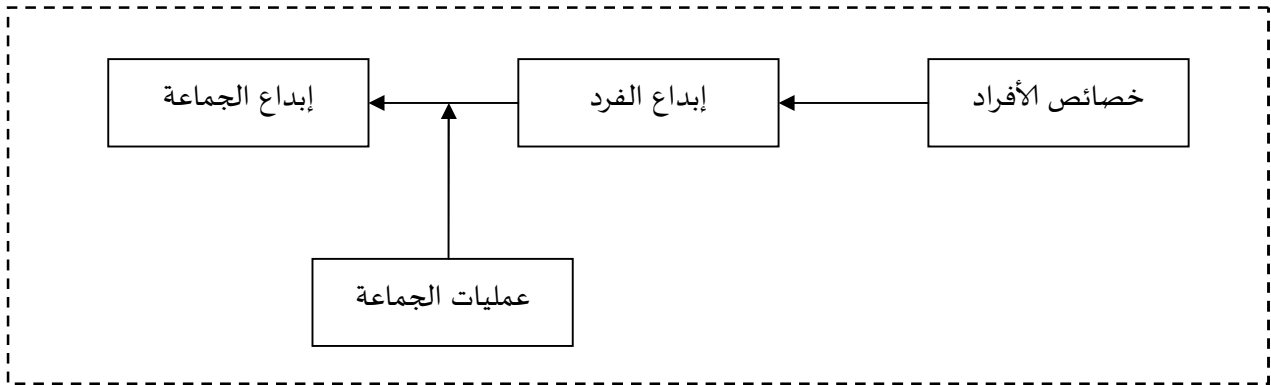 خصائص الأفراد
إبداع الفرد
إبداع الجماعة
عمليات الجماعة